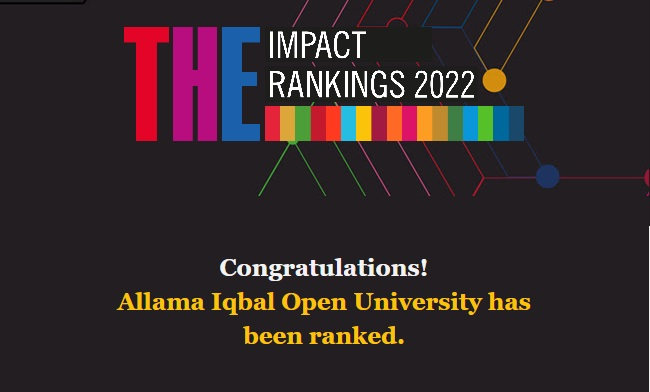 THE IMPACT
RANKINGS 2022
Congratulations!
Allama Iqbal Open University has
been ranked.